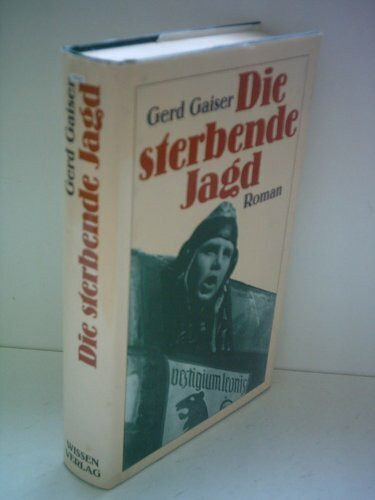 Gerd Gaiser
Die
sterbende
Jagd
Roman
vestigium leonis
Gerd Gaiser
Die sterbende Jagd
WISSEN
VERLAG